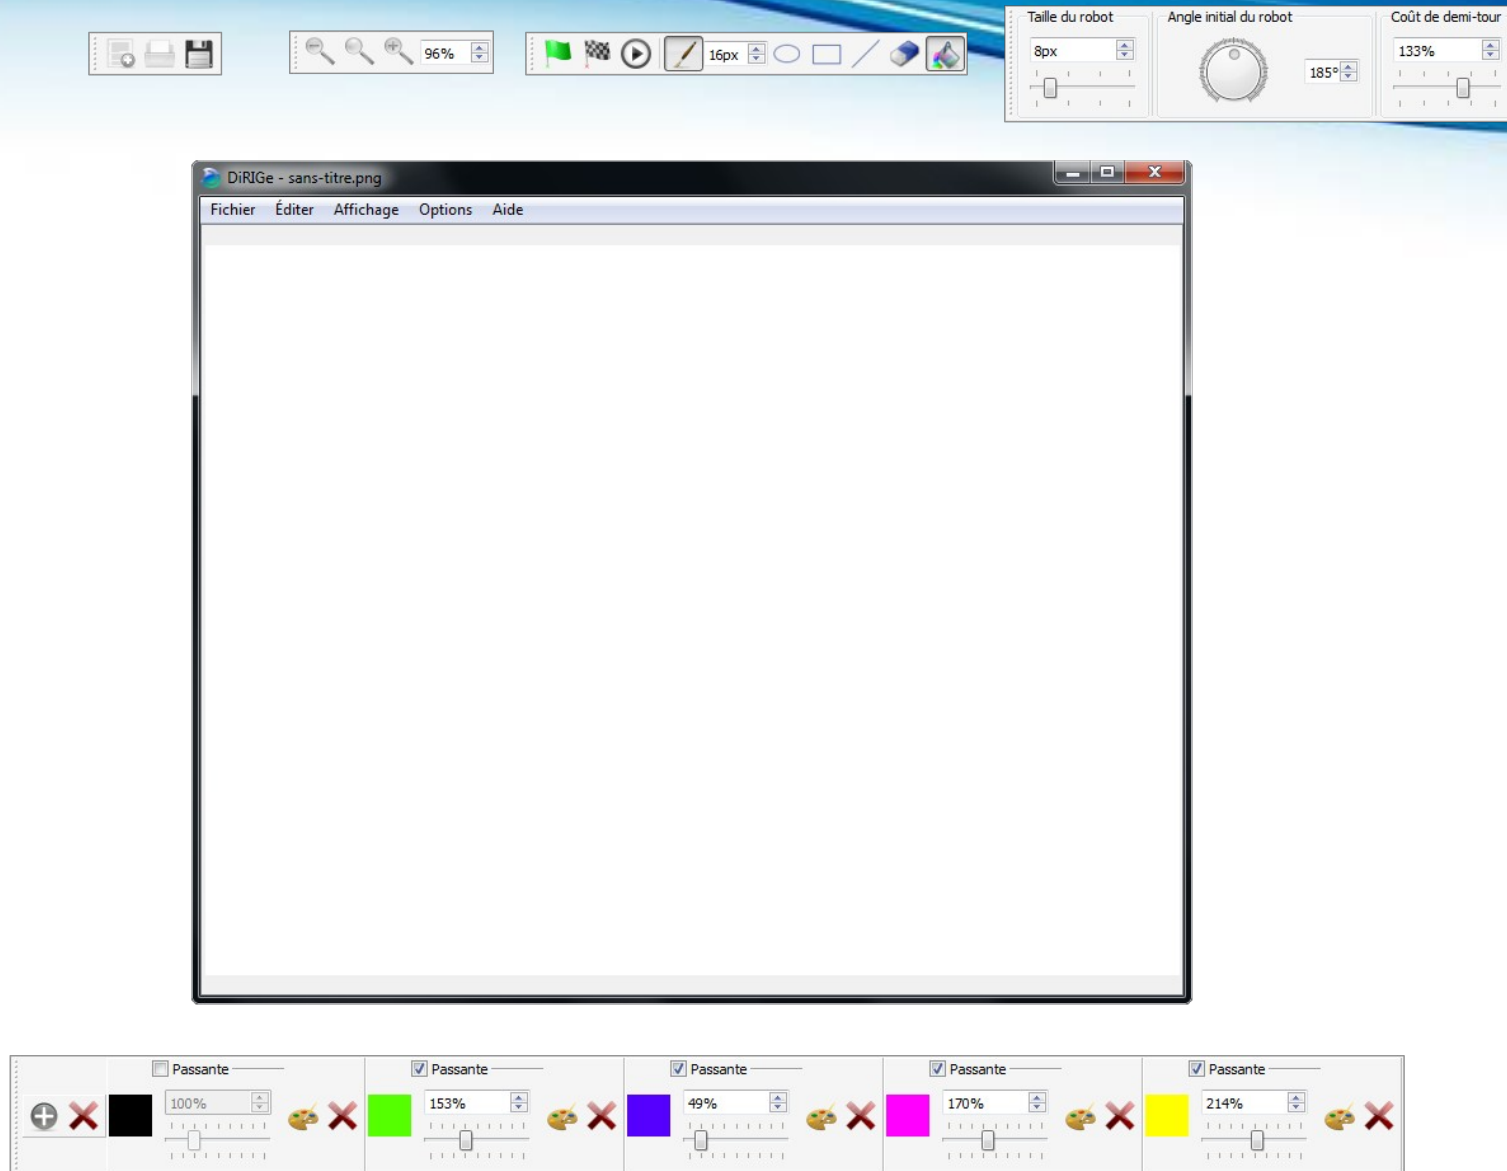 Taille du robot
Angle initial du robot
Coût de demi-tour
96%
16px
8px
185°
133%
DiRIGe - sans-titre.png
Fichier Éditer Affichage Options Aide
Passante
Passante
Passante
Passante
Passante
100%
153%
49%
170%
214%